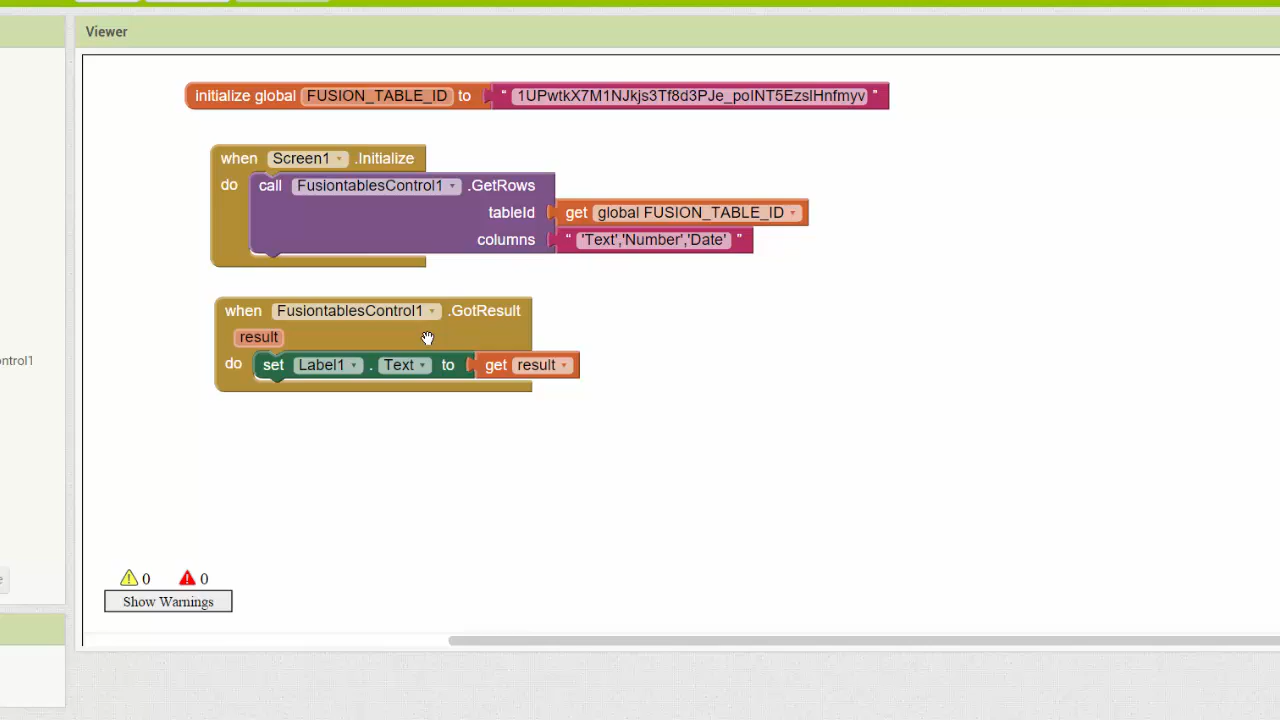 Viewer
initialize global FUSION_TABLE_ID to " 1UPwtkX7M1NJkjs3Tf8d3PJe_poINT5EzslHnfmyv "
when Screen1 .Initialize
do call FusiontablesControl1 .GetRows
tableId get global FUSION_TABLE_ID
columns " 'Text','Number','Date' "
when FusiontablesControl1 .GotResult
result
ontrol1
do set Label1 . Text to get result
0 0
Show Warnings